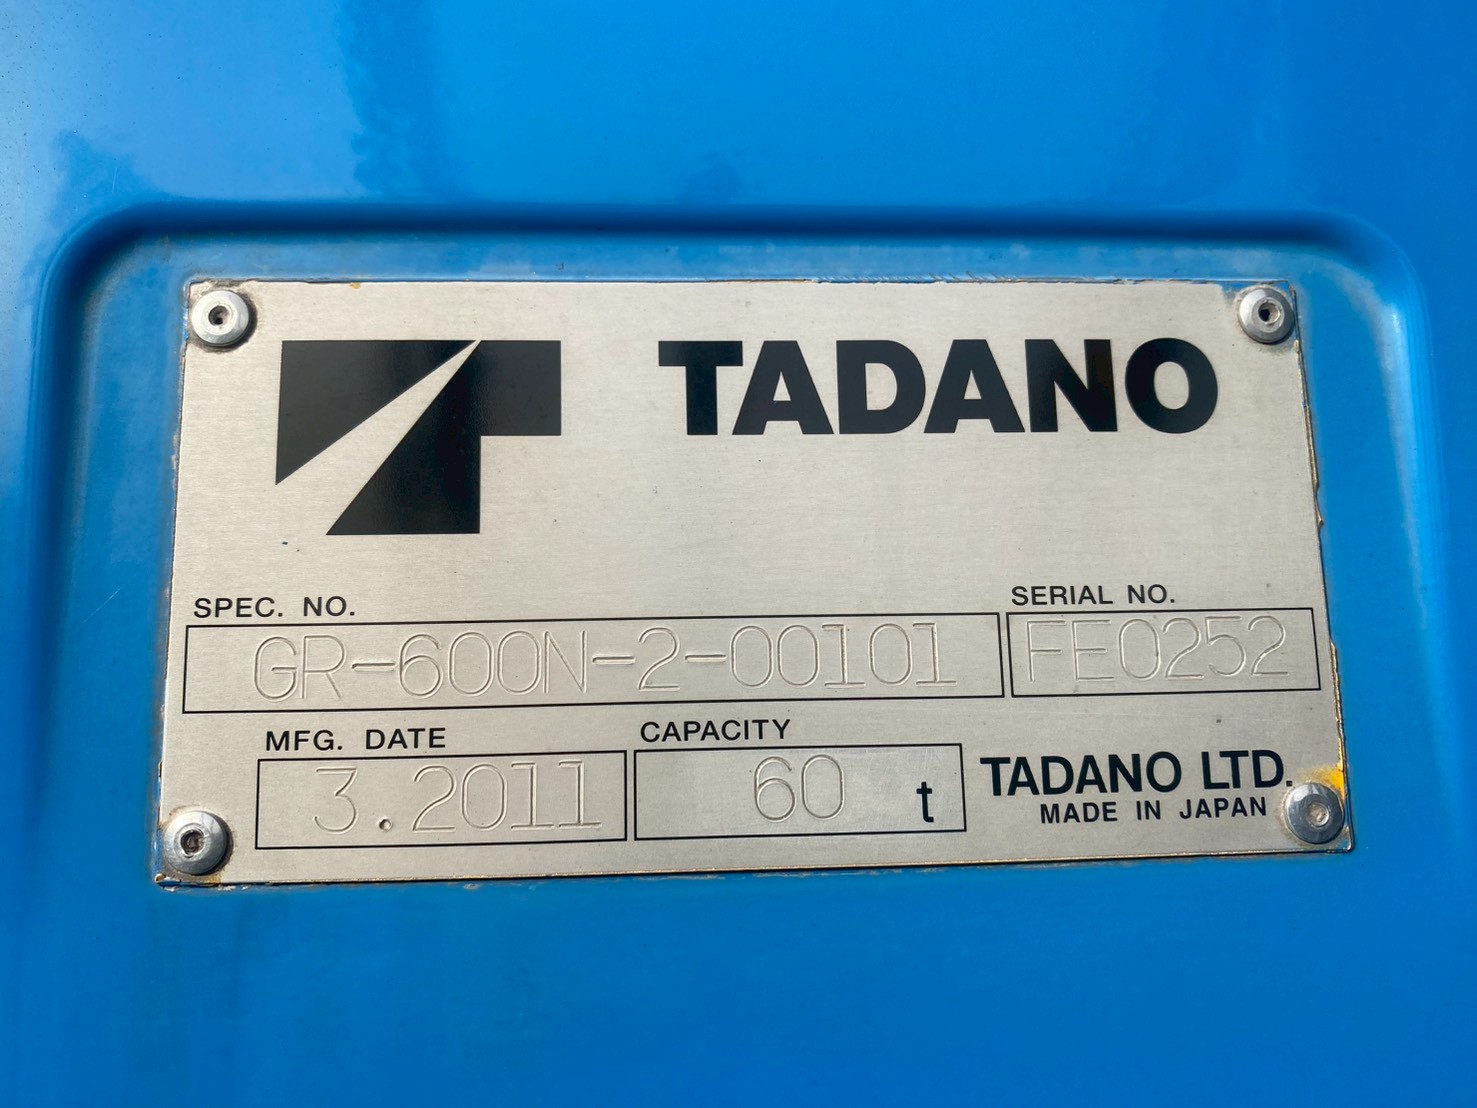 TADANO
SPEC. NO.
GR-600N-2-00101
SERIAL NO.
FE0252
MFG. DATE
3.2011
CAPACITY
60 t
TADANO LTD.
MADE IN JAPAN